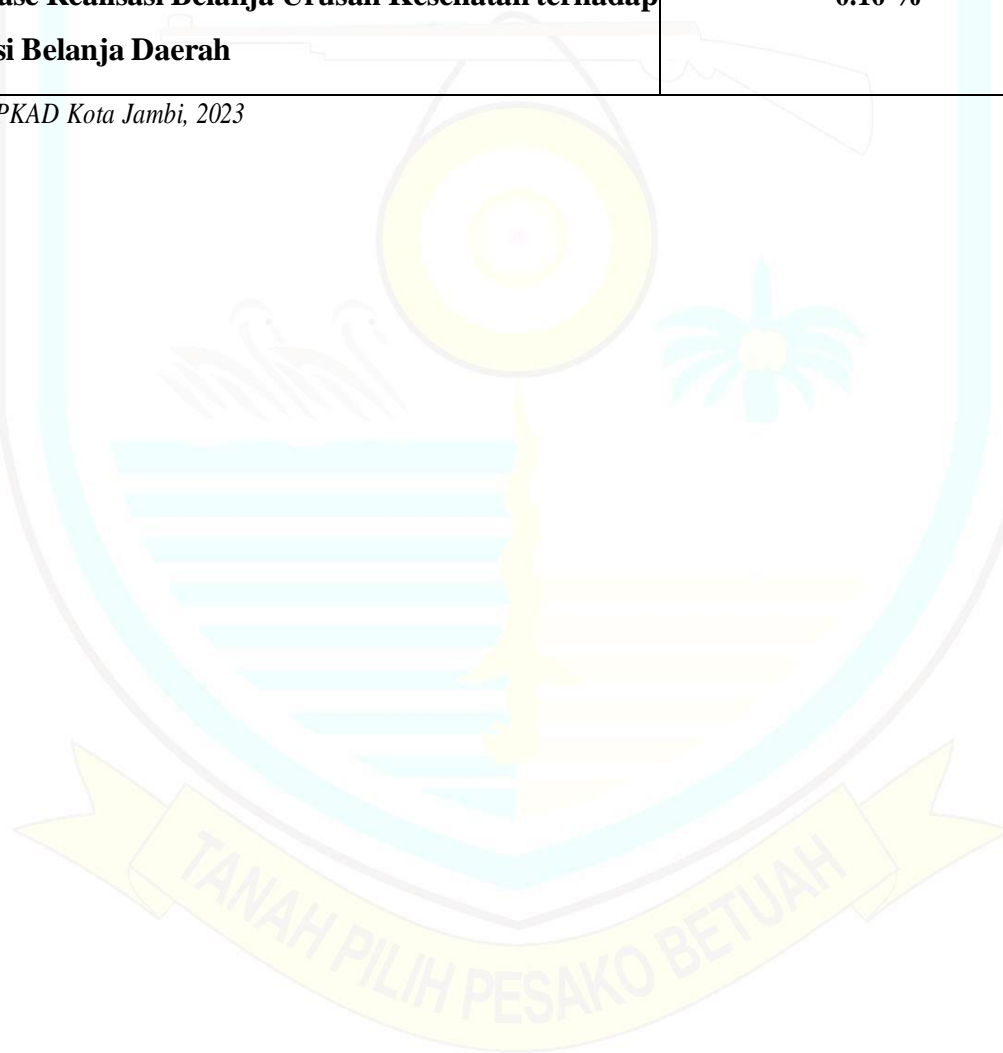 ase Realisasi Belanja Urusan Kesehatan terhadap
si Belanja Daerah
PKAD Kota Jambi, 2023
TANAH PILIH PESAKO BETUAH